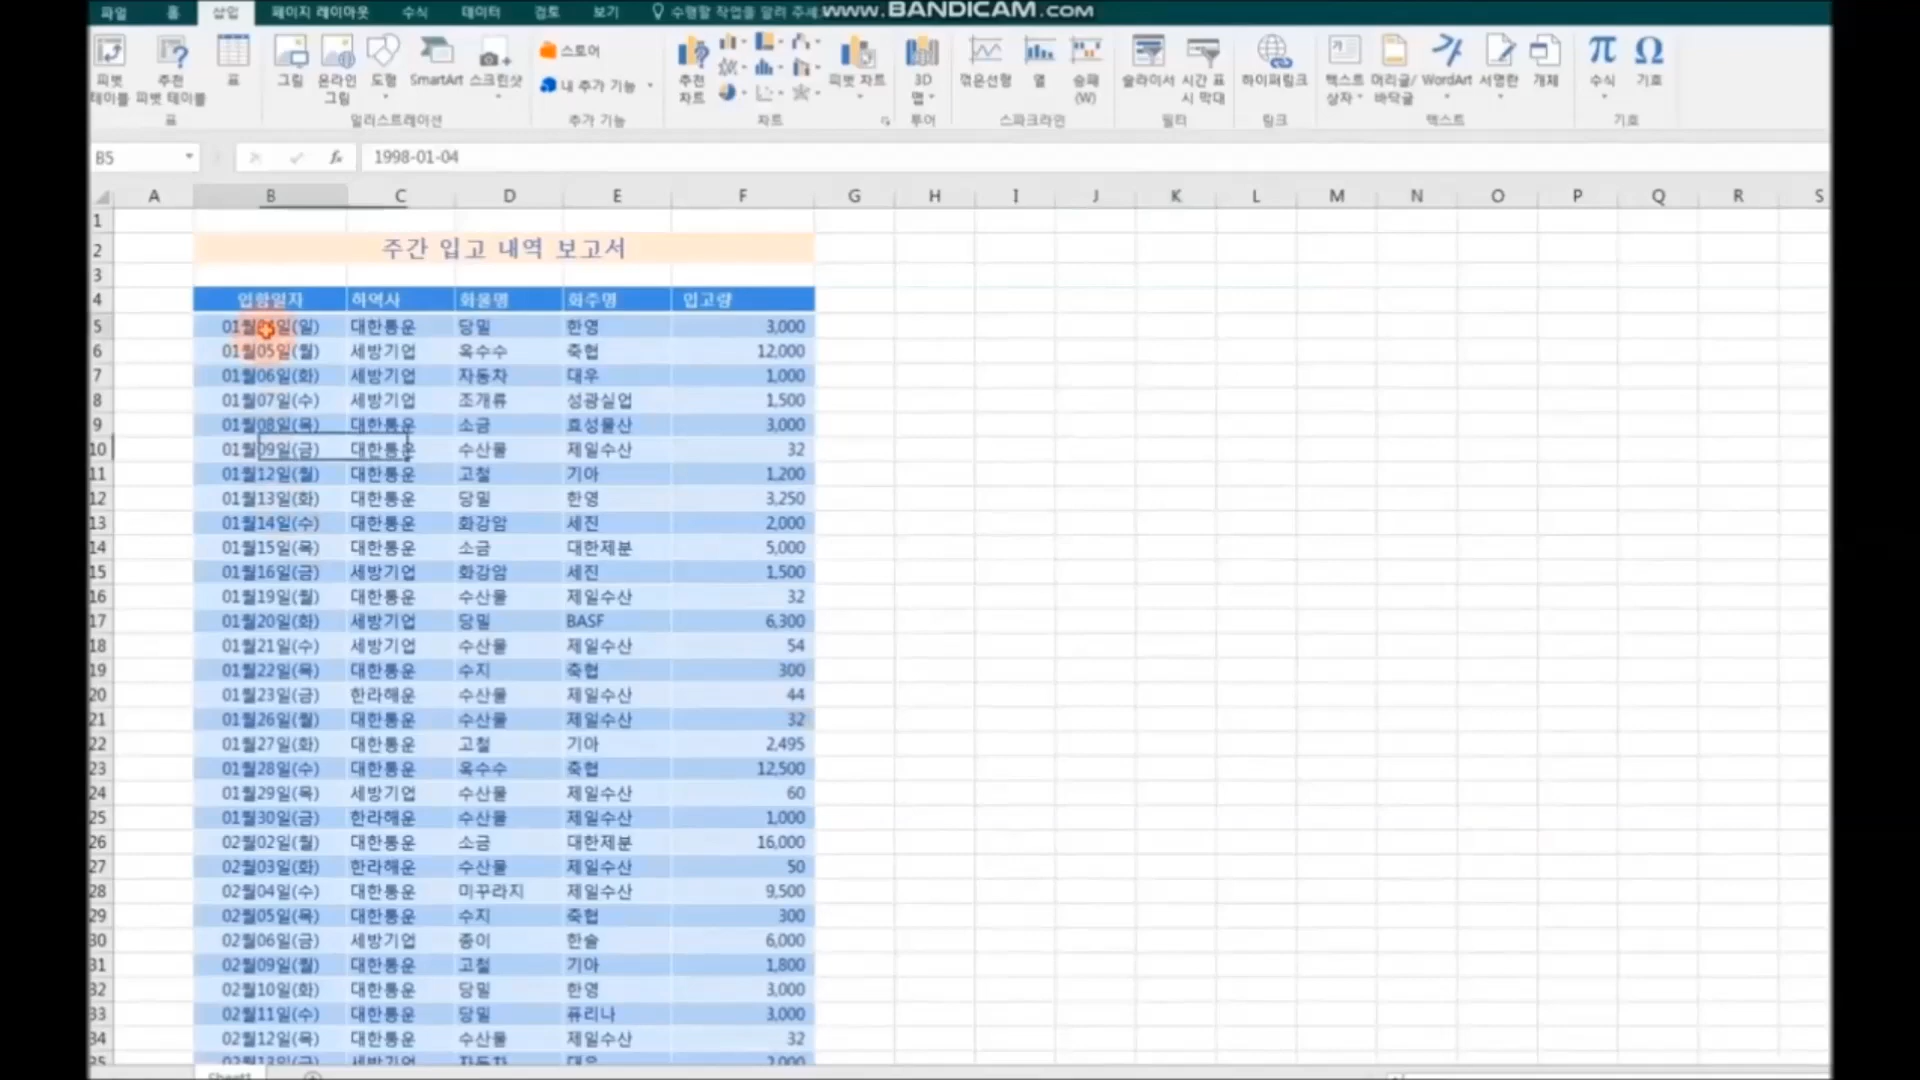 파일 홈 삽입 페이지 레이아웃 수식 데이터 검토 보기 수행할 작업을 알려 주세
www.BANDICAM.com
피벗 테이블
추천 피벗 테이블
표
표
그림
온라인 그림
도형
SmartArt
스크린샷
일러스트레이션
스토어
내 추가 기능
추가 기능
추천 차트
피벗 차트
차트
3D 맵
투어
꺾은선형
열
승패 (W)
스파크라인
슬라이서
시간 표시 막대
필터
하이퍼링크
링크
텍스트 상자
머리글/바닥글
WordArt
서명란
개체
텍스트
수식
기호
기호
B5 fx 1998-01-04
A B C D E F G H I J K L M N O P Q R S
1
2 주간 입고 내역 보고서
3
4 입항일자 하역사 화물명 화주명 입고량
5 01월04일(일) 대한통운 당밀 한영 3,000
6 01월05일(월) 세방기업 옥수수 축협 12,000
7 01월06일(화) 세방기업 자동차 대우 1,000
8 01월07일(수) 세방기업 조개류 성광실업 1,500
9 01월08일(목) 대한통운 소금 효성물산 3,000
10 01월09일(금) 대한통운 수산물 제일수산 32
11 01월12일(월) 대한통운 고철 기아 1,200
12 01월13일(화) 대한통운 당밀 한영 3,250
13 01월14일(수) 대한통운 화강암 세진 2,000
14 01월15일(목) 대한통운 소금 대한제분 5,000
15 01월16일(금) 세방기업 화강암 세진 1,500
16 01월19일(월) 대한통운 수산물 제일수산 32
17 01월20일(화) 세방기업 당밀 BASF 6,300
18 01월21일(수) 세방기업 수산물 제일수산 54
19 01월22일(목) 대한통운 수지 축협 300
20 01월23일(금) 한라해운 수산물 제일수산 44
21 01월26일(월) 대한통운 수산물 제일수산 32
22 01월27일(화) 대한통운 고철 기아 2,495
23 01월28일(수) 대한통운 옥수수 축협 12,500
24 01월29일(목) 세방기업 수산물 제일수산 60
25 01월30일(금) 한라해운 수산물 제일수산 1,000
26 02월02일(월) 대한통운 소금 대한제분 16,000
27 02월03일(화) 한라해운 수산물 제일수산 50
28 02월04일(수) 대한통운 미꾸라지 제일수산 9,500
29 02월05일(목) 대한통운 수지 축협 300
30 02월06일(금) 세방기업 종이 한솔 6,000
31 02월09일(월) 대한통운 고철 기아 1,800
32 02월10일(화) 대한통운 당밀 한영 3,000
33 02월11일(수) 대한통운 당밀 퓨리나 3,000
34 02월12일(목) 대한통운 수산물 제일수산 32
35 02월13일(금) 세방기업 자동차 대우 2,000
Sheet1